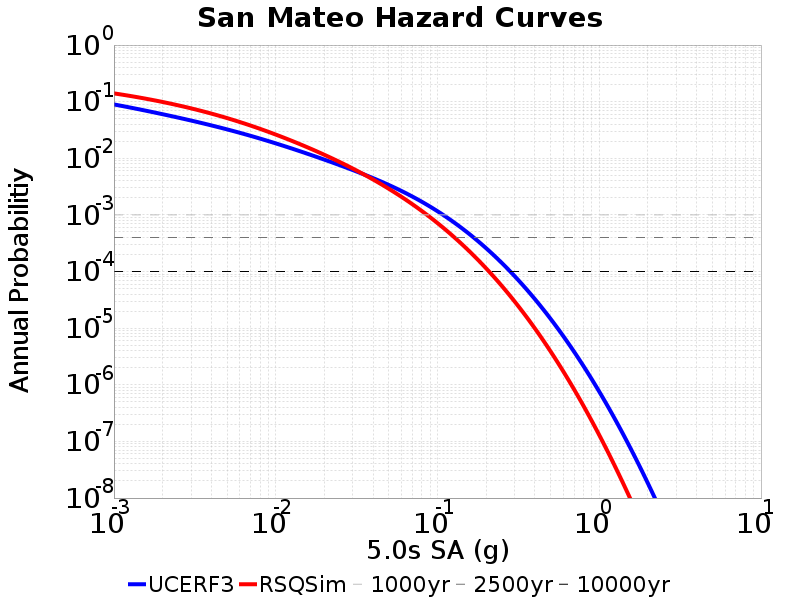 San Mateo Hazard Curves
10^0
10^-1
10^-2
10^-3
10^-4
10^-5
10^-6
10^-7
10^-8
Annual Probabilitiy
10^-3 10^-2 10^-1 10^0 10^1
5.0s SA (g)
UCERF3 RSQSim 1000yr 2500yr 10000yr